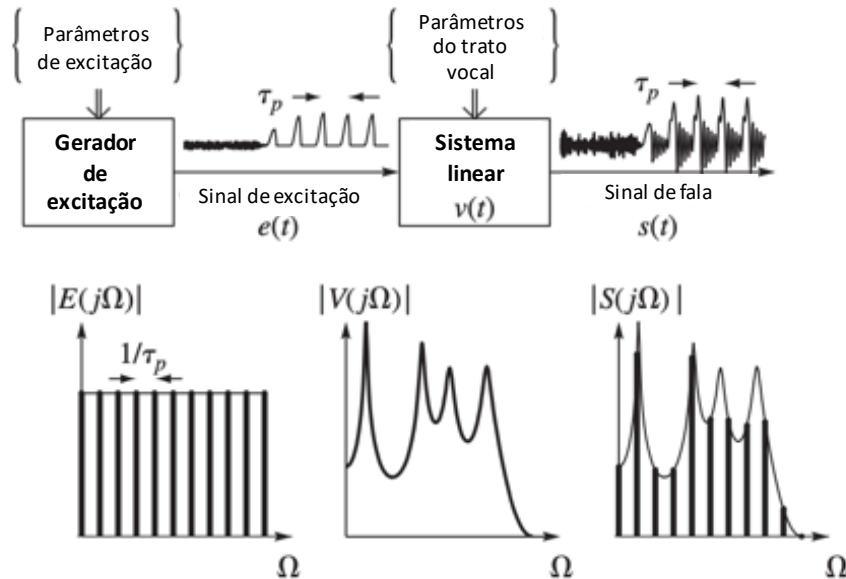 Parâmetros
de excitação
Parâmetros
do trato
vocal
τp
τp
Gerador
de
excitação
Sinal de excitação
e(t)
Sistema
linear
v(t)
Sinal de fala
s(t)
|E(jΩ)|
1/τp
Ω
|V(jΩ)|
Ω
|S(jΩ)|
Ω